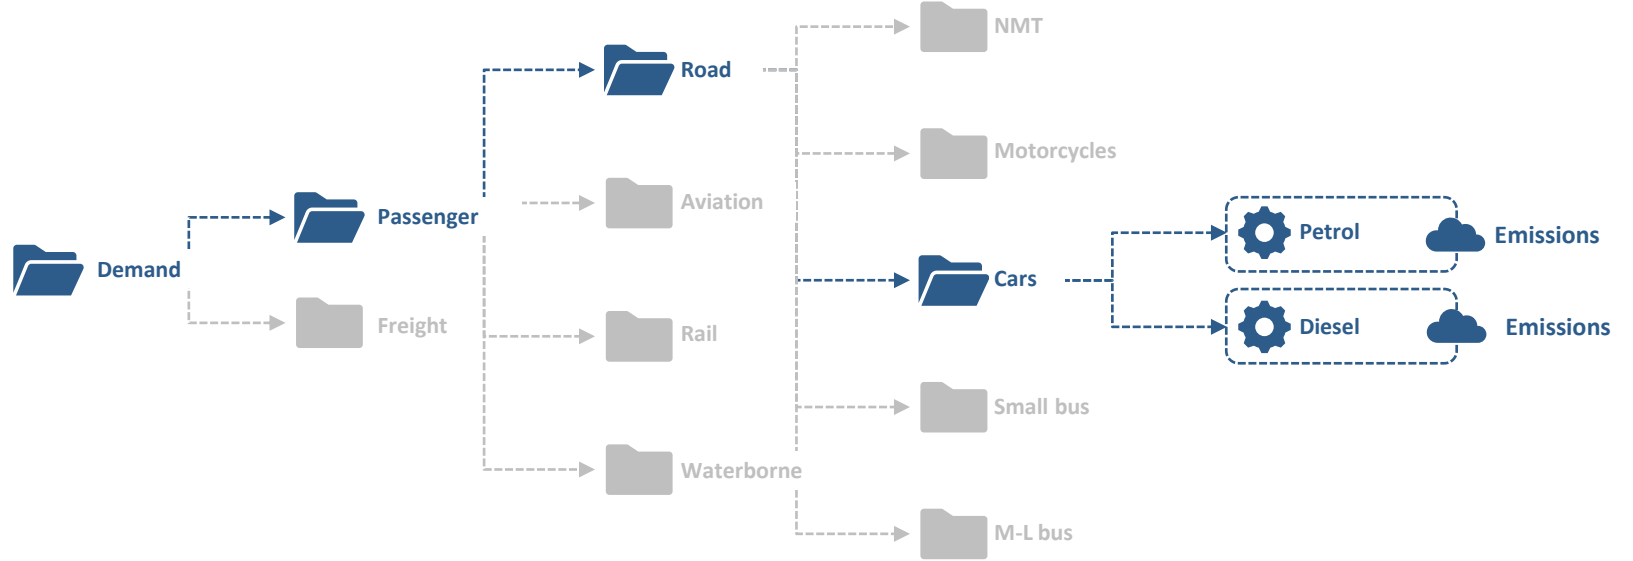 Demand
Passenger
Freight
Road
Aviation
Rail
Waterborne
NMT
Motorcycles
Cars
Small bus
M-L bus
Petrol
Emissions
Diesel
Emissions